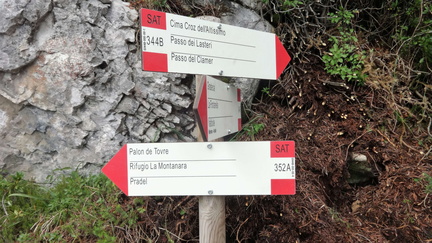 SAT
344B
Cima Croz dell'Altissimo
Passo dei Lasteri
Passo del Clamer
Palon de Tovre
Rifugio La Montanara
Pradel
SAT
352A